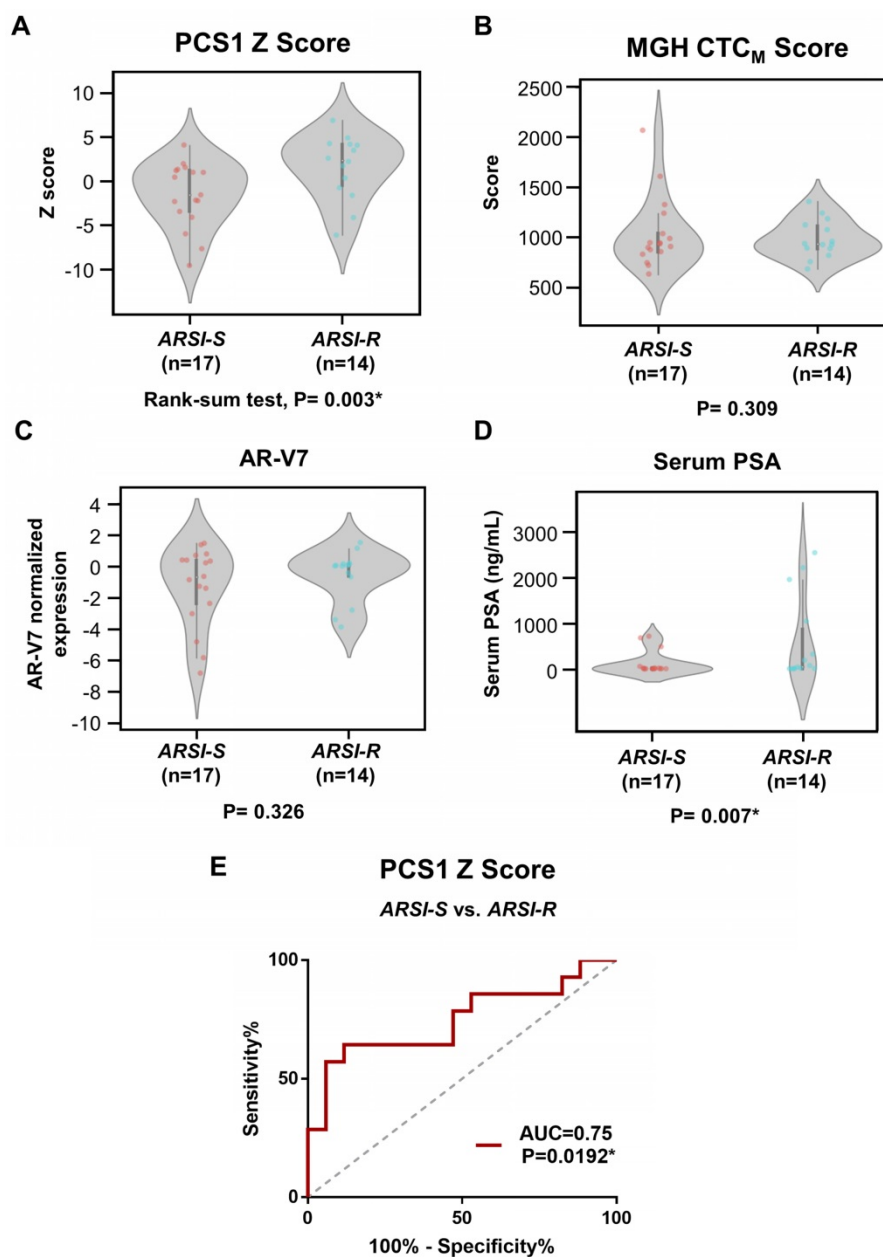 A
PCS1 Z Score
Z score
10
5
0
-5
-10
ARSI-S
(n=17)
ARSI-R
(n=14)
Rank-sum test, P= 0.003*
B
MGH CTCM Score
Score
2500
2000
1500
1000
500
ARSI-S
(n=17)
ARSI-R
(n=14)
P= 0.309
C
AR-V7
AR-V7 normalized
expression
4
2
0
-2
-4
-6
-8
-10
ARSI-S
(n=17)
ARSI-R
(n=14)
P= 0.326
D
Serum PSA
Serum PSA (ng/mL)
3000
2000
1000
0
ARSI-S
(n=17)
ARSI-R
(n=14)
P= 0.007*
E
PCS1 Z Score
ARSI-S vs. ARSI-R
Sensitivity%
100
50
0
AUC=0.75
P=0.0192*
0
50
100
100% - Specificity%